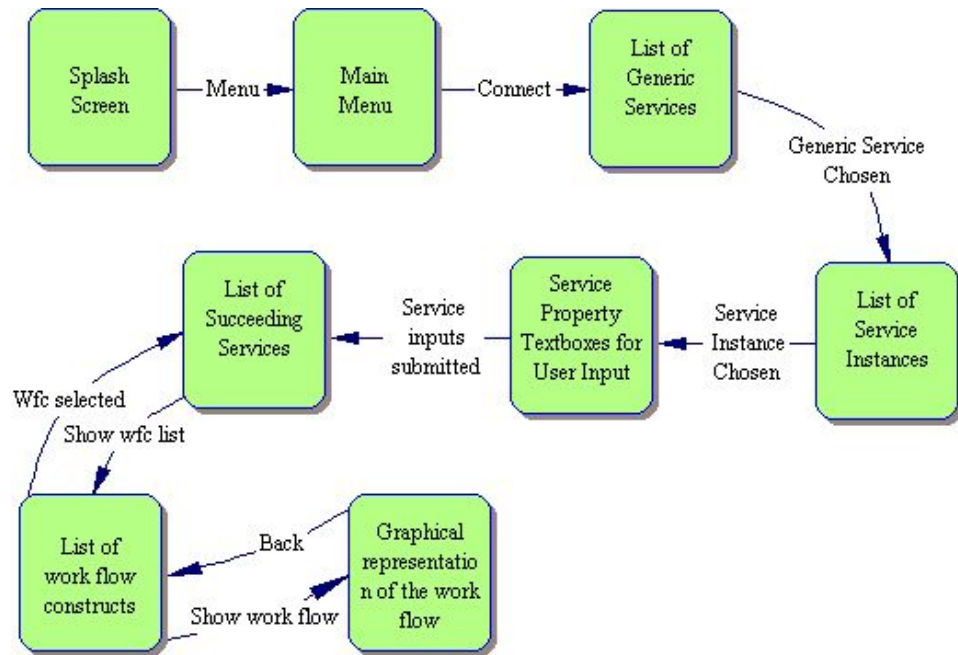 Splash
Screen
Menu
Main
Menu
Connect
List of
Generic
Services
Generic Service
Chosen
List of
Service
Instances
Service
Instance
Chosen
Service
Property
Textboxes for
User Input
Service
inputs
submitted
List of
Succeeding
Services
Wfc selected
Show wfc list
List of
work flow
constructs
Back
Show work flow
Graphical
representatio
n of the work
flow